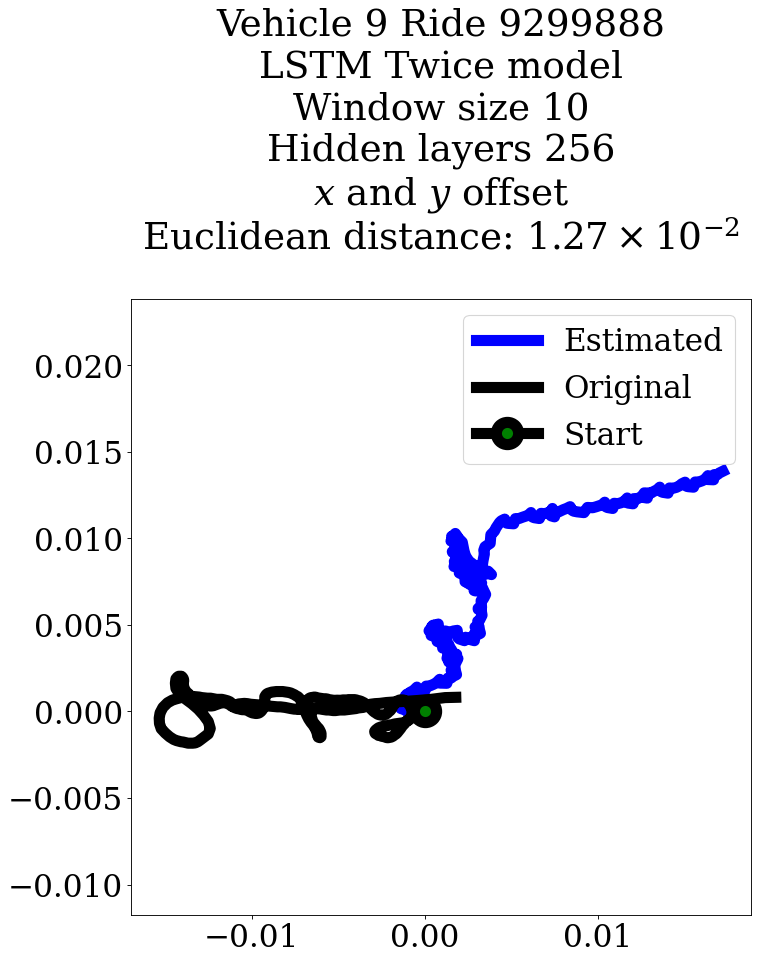 Vehicle 9 Ride 9299888
LSTM Twice model
Window size 10
Hidden layers 256
x and y offset
Euclidean distance: 1.27 × 10⁻²
Estimated
Original
Start
0.020
0.015
0.010
0.005
0.000
−0.005
−0.010
−0.01 0.00 0.01